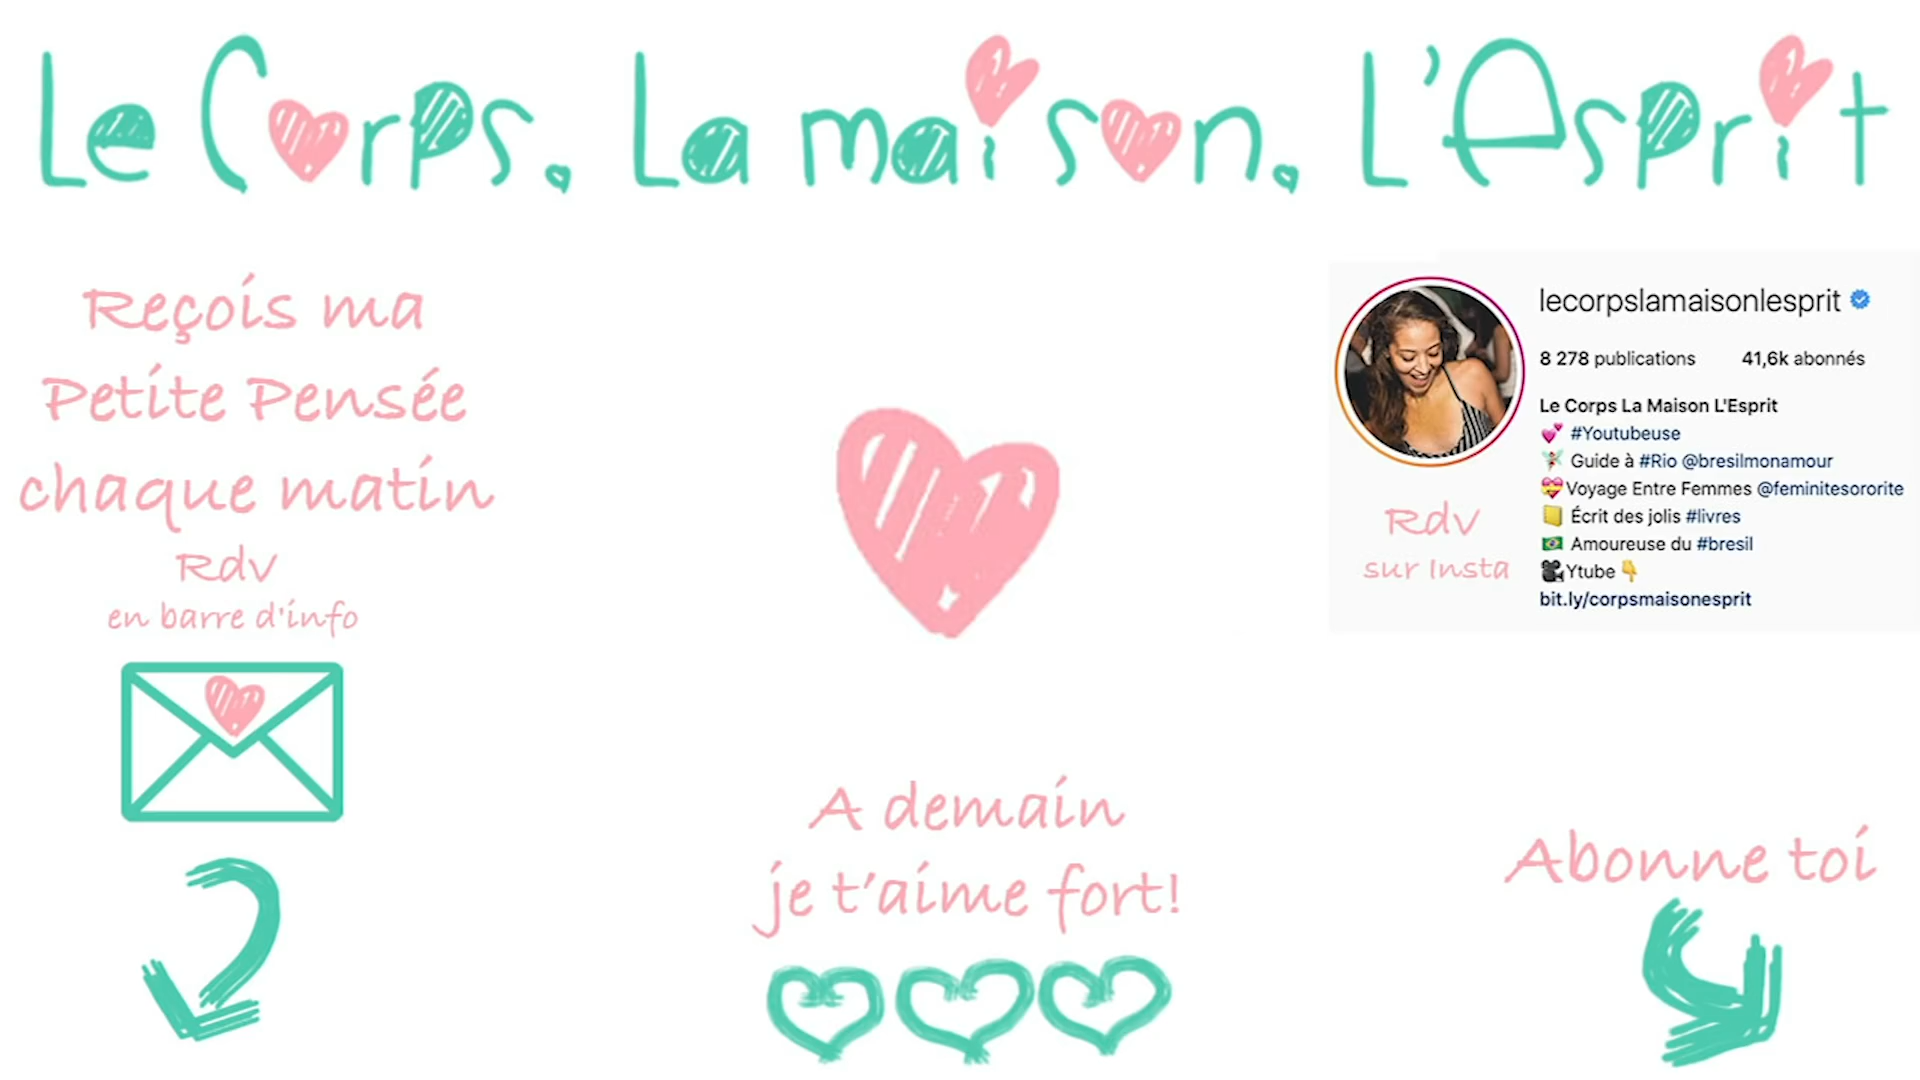 Le Corps. La maison. L'Esprit
Reçois ma
Petite Pensée
chaque matin
Rdv
en barre d'info
lecorpslamaisonlesprit
8 278 publications 41,6k abonnés
Le Corps La Maison L'Esprit
💕 #Youtubeuse
🧚 Guide à #Rio @bresilmonamour
💝Voyage Entre Femmes @feminitesororite
📒 Écrit des jolis #livres
🇧🇷 Amoureuse du #bresil
🎥Ytube 👇
bit.ly/corpsmaisonesprit
Rdv
sur Insta
A demain
je t'aime fort!
Abonne toi